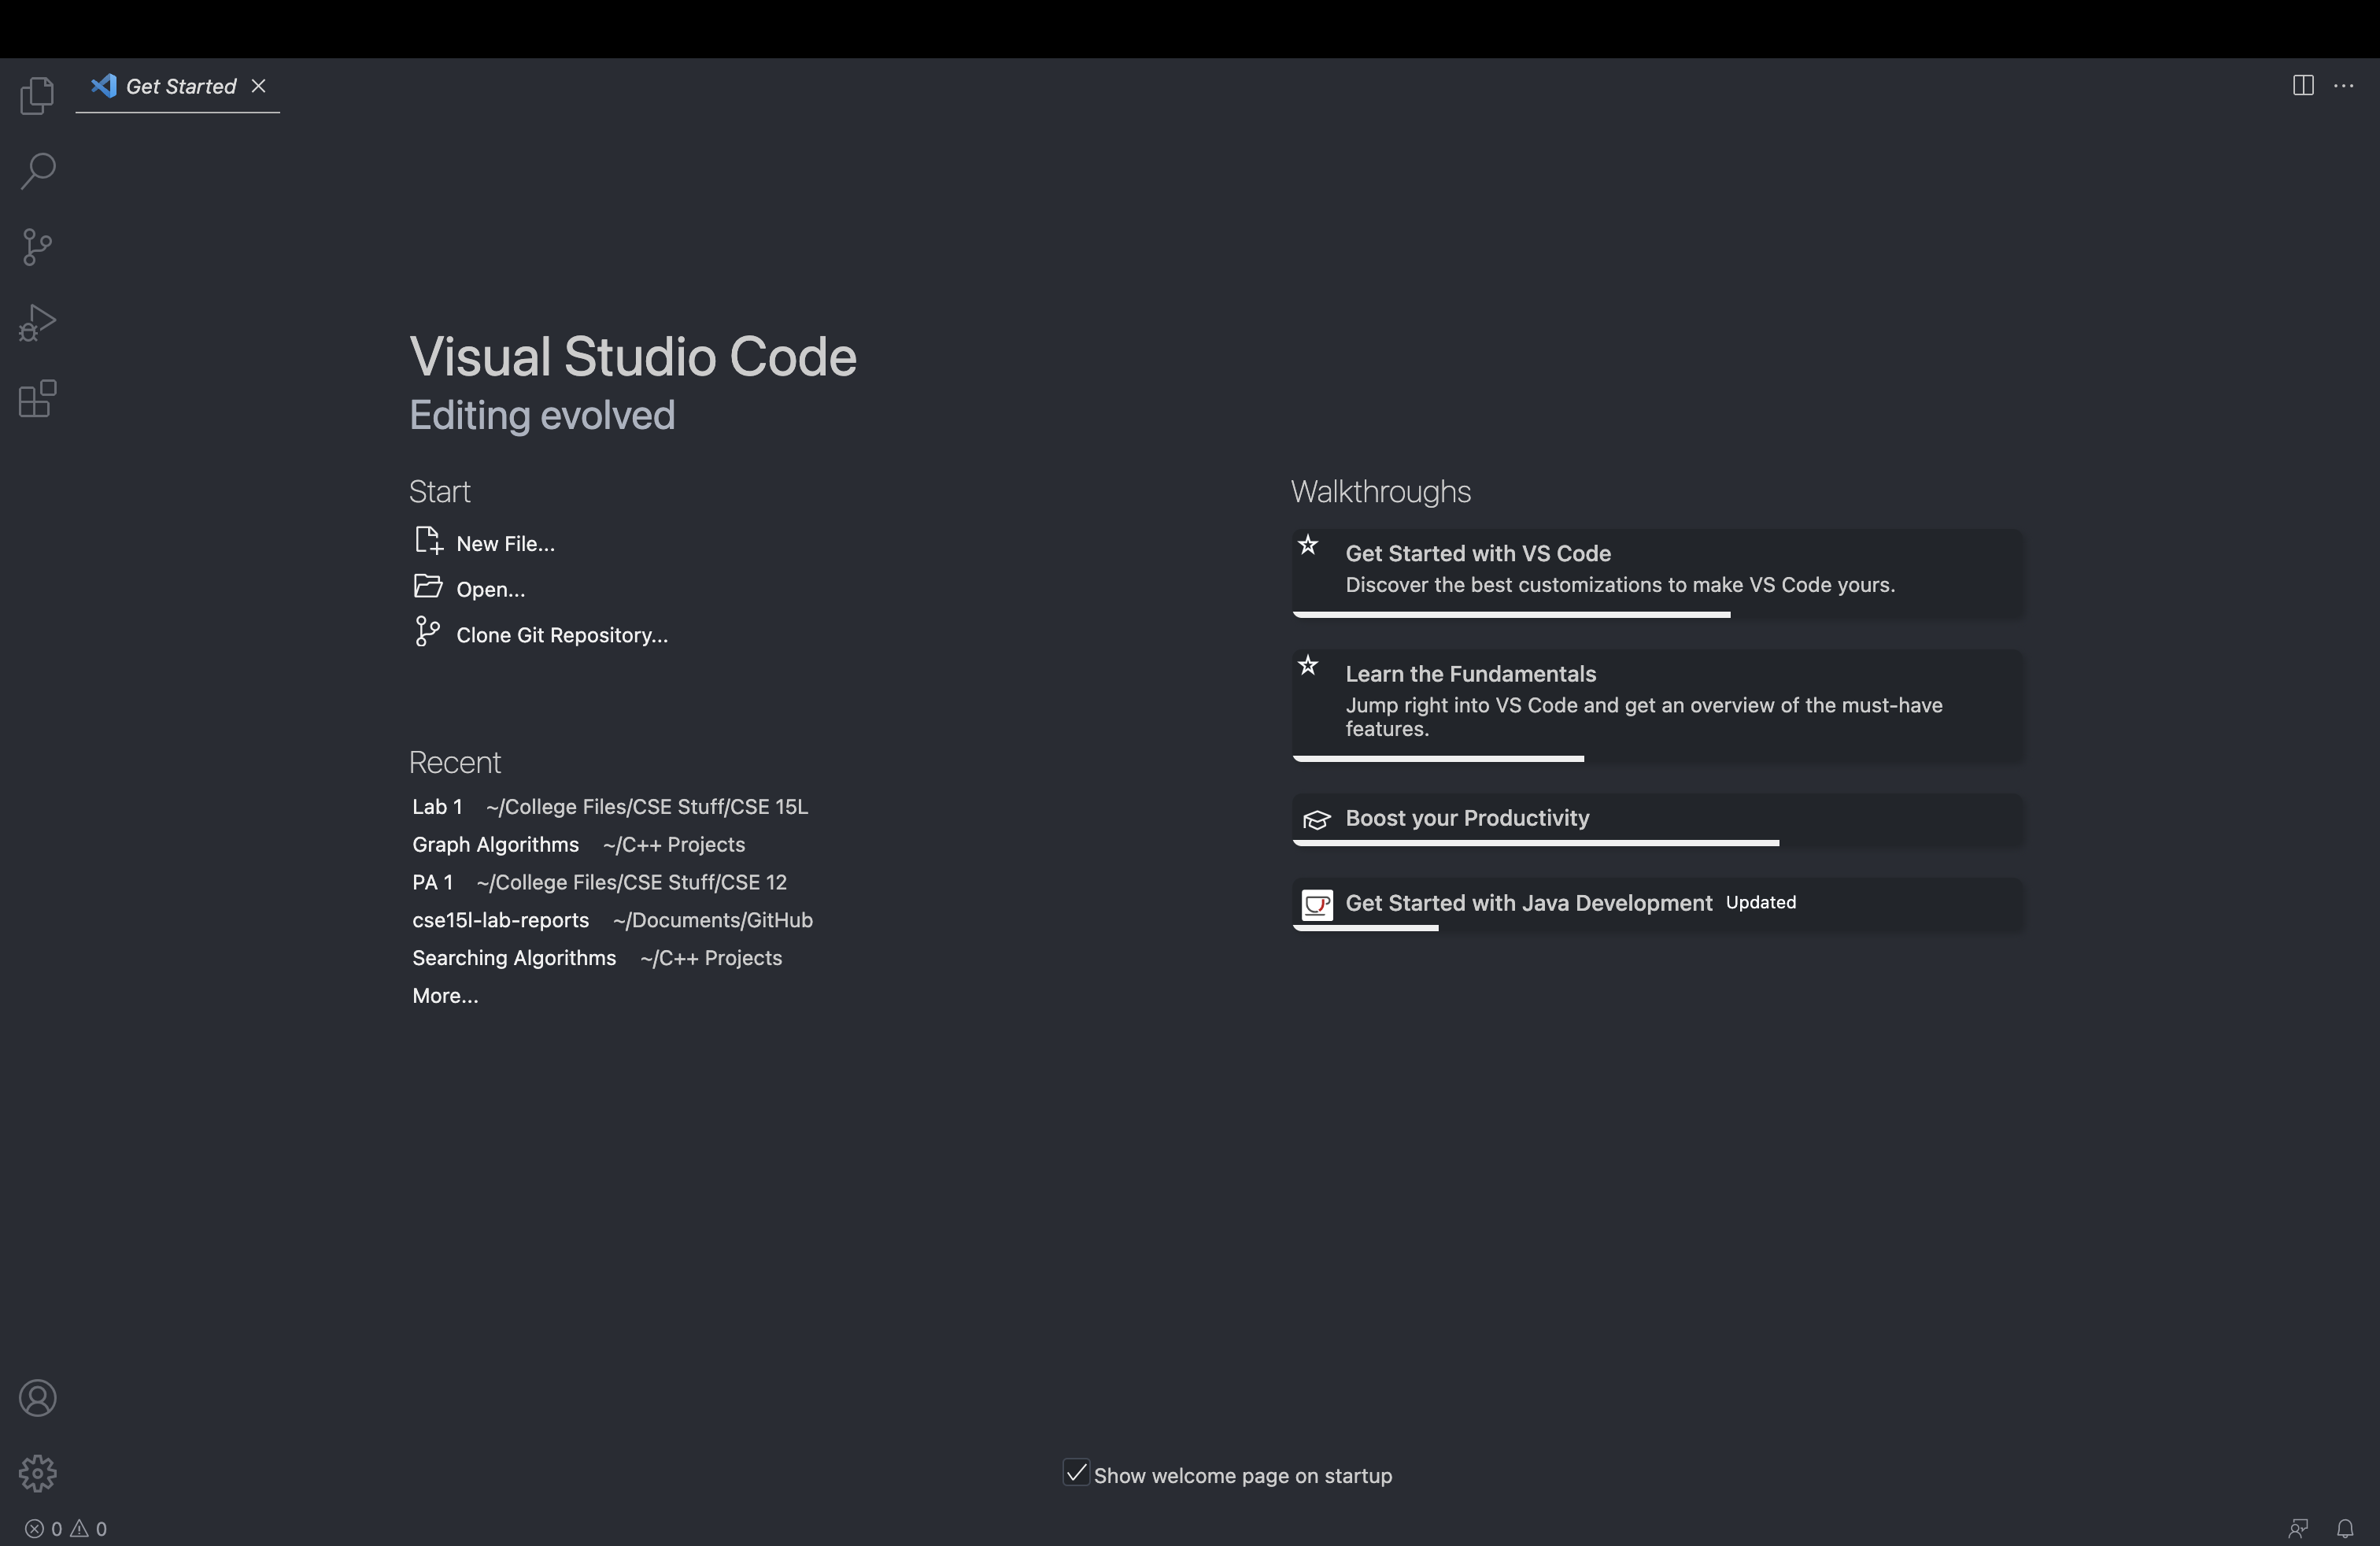 Get Started
Visual Studio Code
Editing evolved
Start
New File...
Open...
Clone Git Repository...
Recent
Lab 1 ~/College Files/CSE Stuff/CSE 15L
Graph Algorithms ~/C++ Projects
PA 1 ~/College Files/CSE Stuff/CSE 12
cse15l-lab-reports ~/Documents/GitHub
Searching Algorithms ~/C++ Projects
More...
Walkthroughs
Get Started with VS Code
Discover the best customizations to make VS Code yours.
Learn the Fundamentals
Jump right into VS Code and get an overview of the must-have
features.
Boost your Productivity
Get Started with Java Development Updated
Show welcome page on startup
0 0